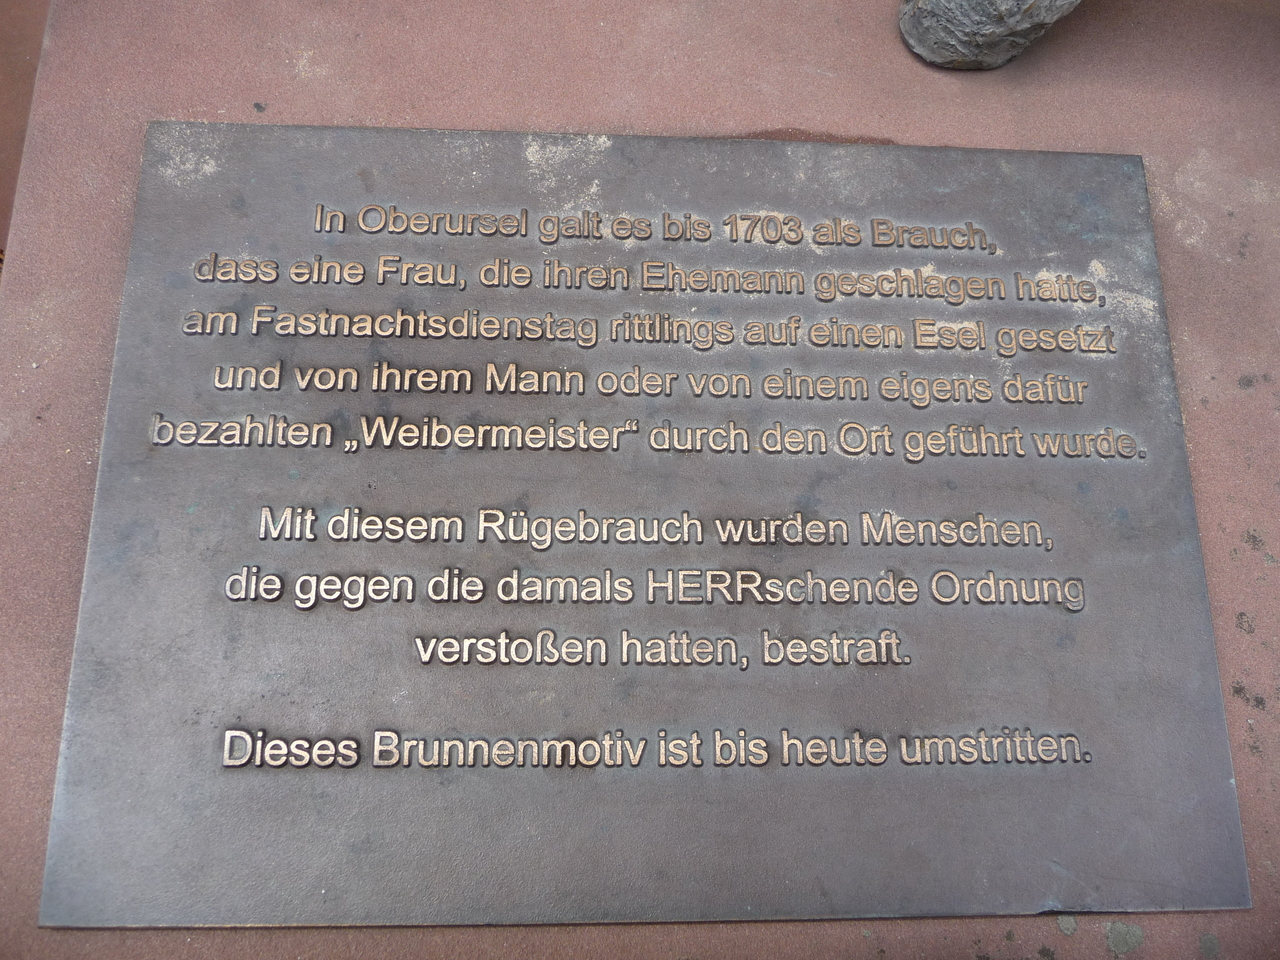 In Oberursel galt es bis 1703 als Brauch,
dass eine Frau, die ihren Ehemann geschlagen hatte,
am Fastnachtsdienstag rittlings auf einen Esel gesetzt
und von ihrem Mann oder von einem eigens dafür
bezahlten „Weibermeister“ durch den Ort geführt wurde.
Mit diesem Rügebrauch wurden Menschen,
die gegen die damals HERRschende Ordnung
verstoßen hatten, bestraft.
Dieses Brunnenmotiv ist bis heute umstritten.